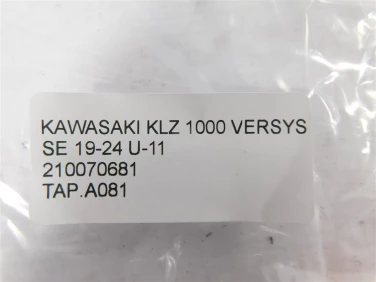 KAWASAKI KLZ 1000 VERSYS
SE 19-24 U-11
210070681
TAP.A081